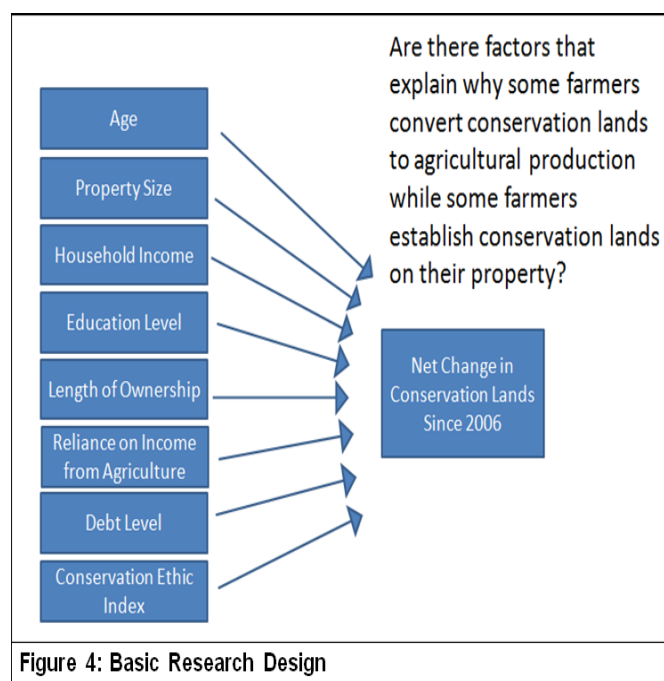 Are there factors that
explain why some farmers
convert conservation lands
to agricultural production
while some farmers
establish conservation lands
on their property?
Age
Property Size
Household Income
Education Level
Length of Ownership
Reliance on Income
from Agriculture
Debt Level
Conservation Ethic
Index
Net Change in
Conservation Lands
Since 2006
Figure 4: Basic Research Design